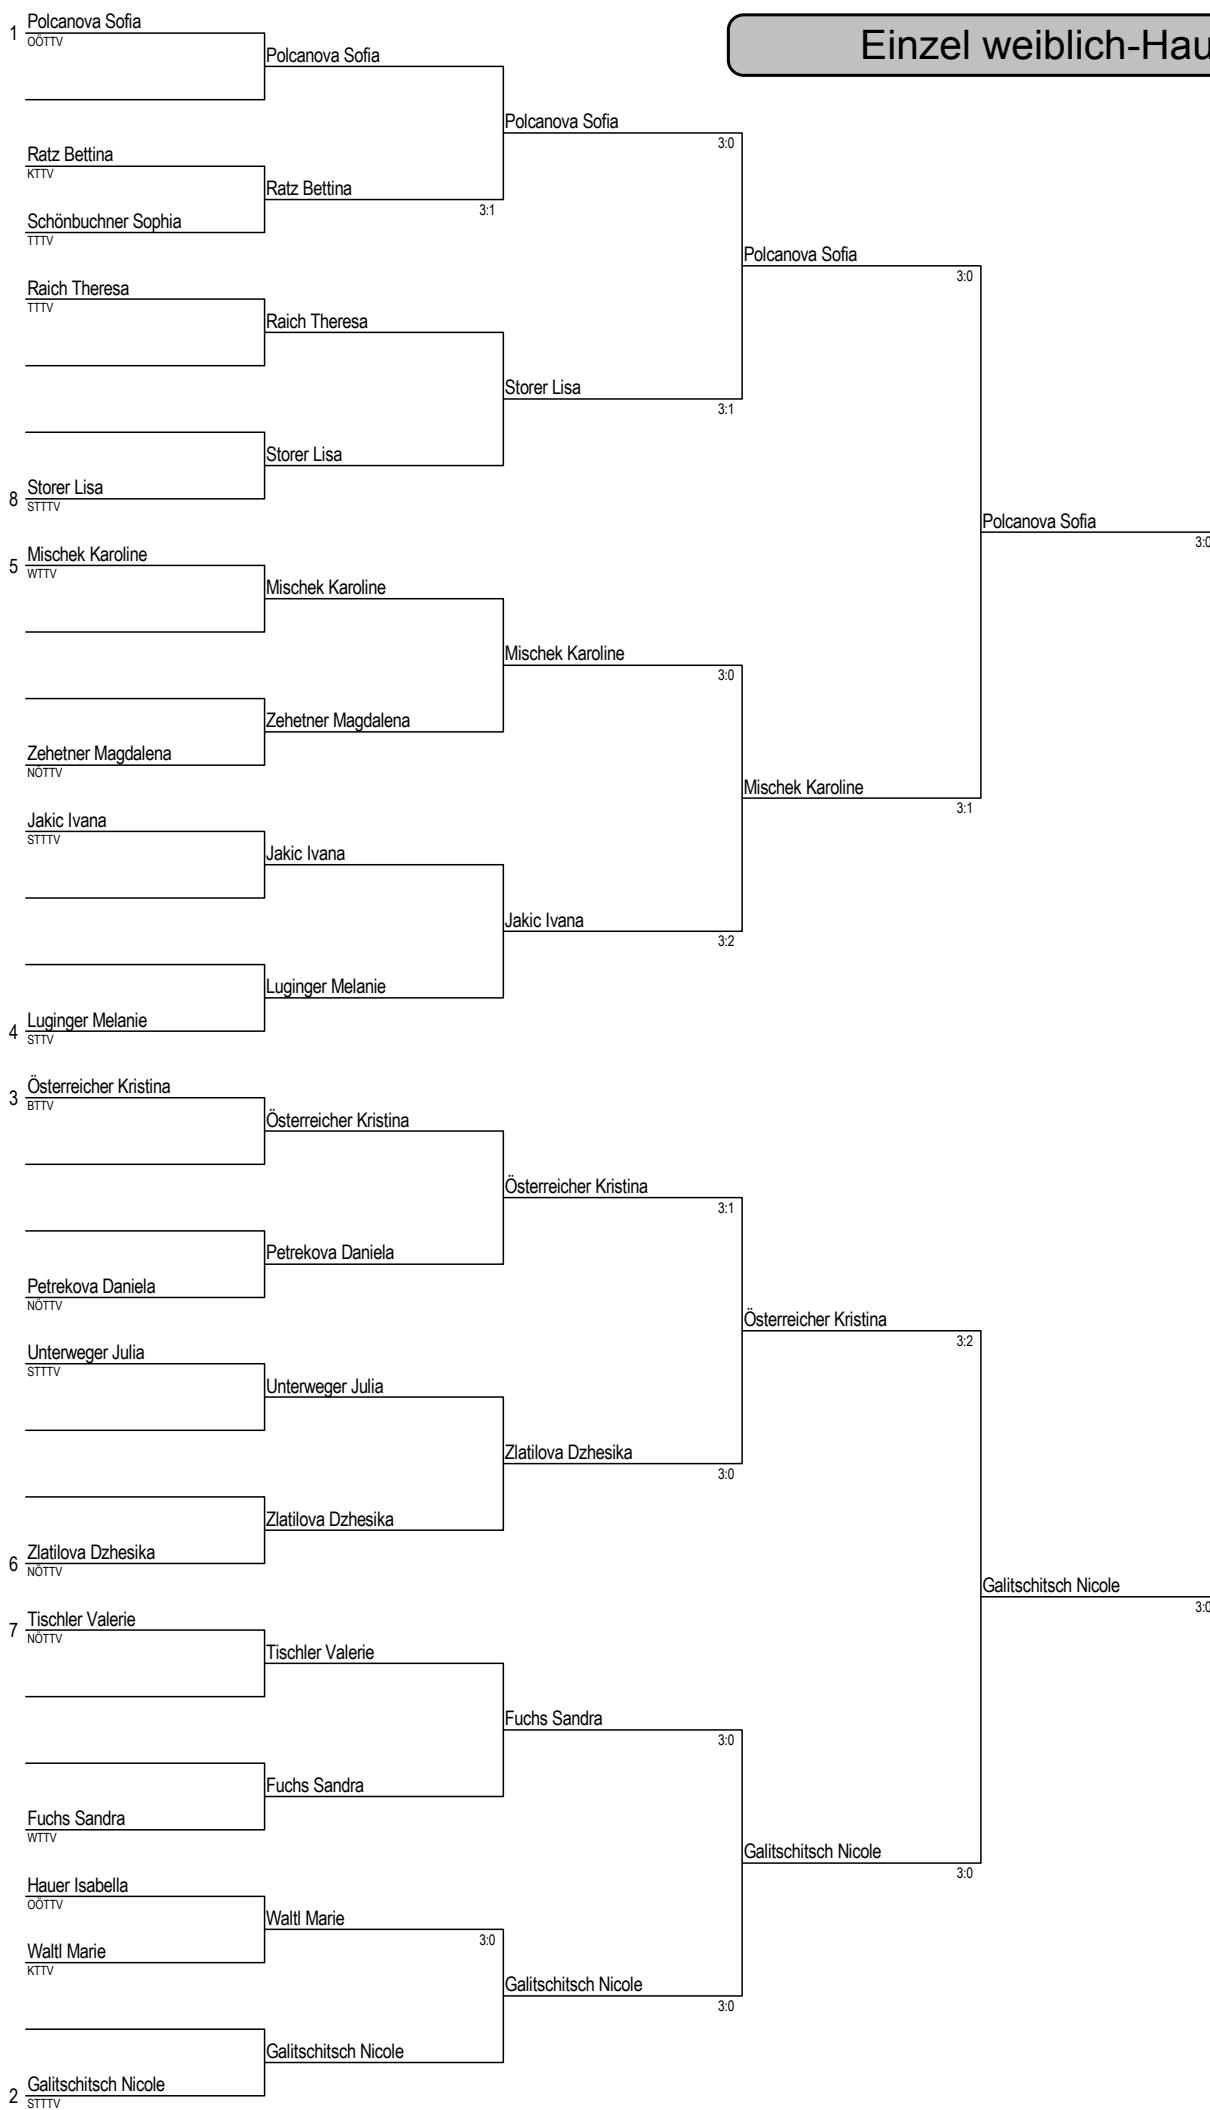 Einzel weiblich-Hau
1
Polcanova Sofia
OÖTTV
Ratz Bettina
KTTV
Schönbuchner Sophia
TTTV
Raich Theresa
TTTV
8
Storer Lisa
STTTV
5
Mischek Karoline
WTTV
Zehetner Magdalena
NÖTTV
Jakic Ivana
STTTV
4
Luginger Melanie
STTV
3
Österreicher Kristina
BTTV
Petrekova Daniela
NÖTTV
Unterweger Julia
STTTV
6
Zlatilova Dzhesika
NÖTTV
7
Tischler Valerie
NÖTTV
Fuchs Sandra
WTTV
Hauer Isabella
OÖTTV
Waltl Marie
KTTV
2
Galitschitsch Nicole
STTTV
Polcanova Sofia
Ratz Bettina
3:1
Raich Theresa
Storer Lisa
Mischek Karoline
Zehetner Magdalena
Jakic Ivana
Luginger Melanie
Österreicher Kristina
Petrekova Daniela
Unterweger Julia
Zlatilova Dzhesika
Tischler Valerie
Fuchs Sandra
Waltl Marie
3:0
Galitschitsch Nicole
Polcanova Sofia
3:0
Storer Lisa
3:1
Mischek Karoline
3:0
Jakic Ivana
3:2
Österreicher Kristina
3:1
Zlatilova Dzhesika
3:0
Fuchs Sandra
3:0
Galitschitsch Nicole
3:0
Polcanova Sofia
3:0
Mischek Karoline
3:1
Österreicher Kristina
3:2
Galitschitsch Nicole
3:0
Polcanova Sofia
3:0
Galitschitsch Nicole
3:0